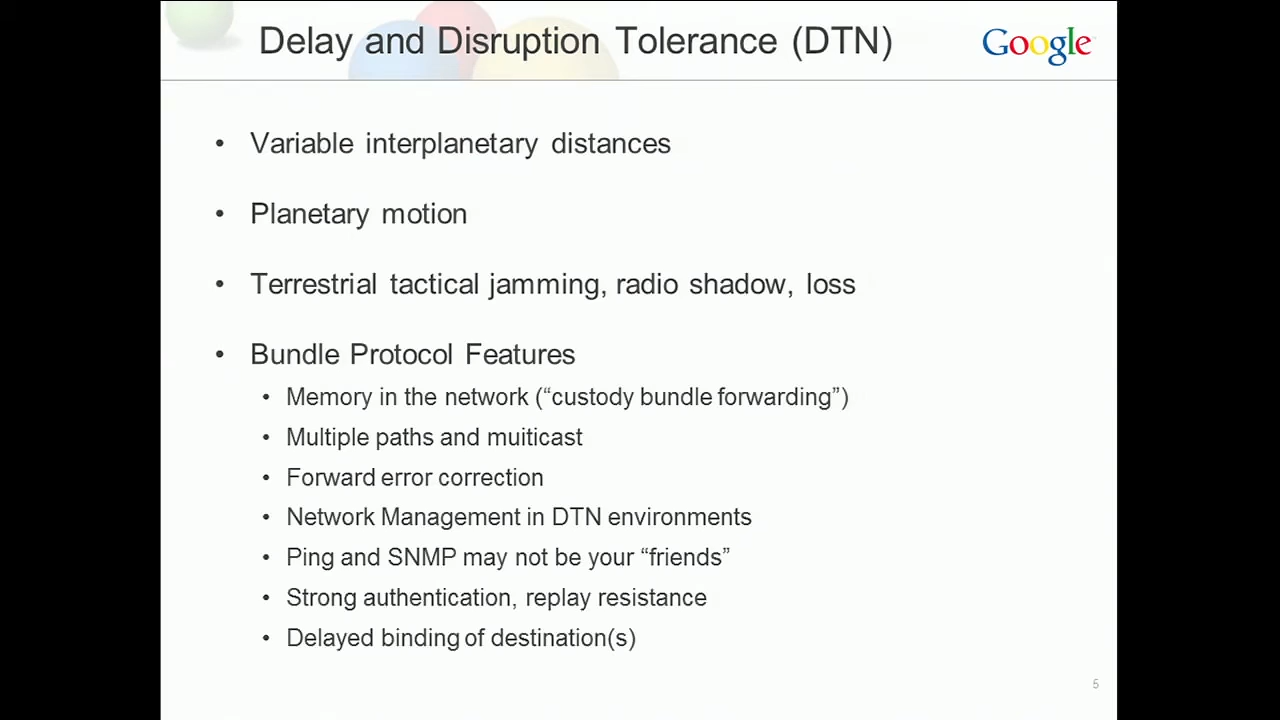 Delay and Disruption Tolerance (DTN)
Google
• Variable interplanetary distances
• Planetary motion
• Terrestrial tactical jamming, radio shadow, loss
• Bundle Protocol Features
• Memory in the network (“custody bundle forwarding”)
• Multiple paths and muiticast
• Forward error correction
• Network Management in DTN environments
• Ping and SNMP may not be your “friends”
• Strong authentication, replay resistance
• Delayed binding of destination(s)
5